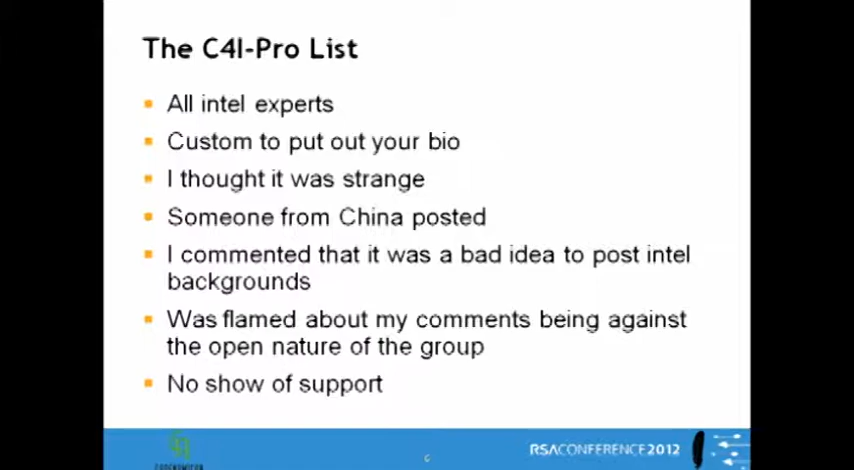 The C4I-Pro List
All intel experts
Custom to put out your bio
I thought it was strange
Someone from China posted
I commented that it was a bad idea to post intel
backgrounds
Was flamed about my comments being against
the open nature of the group
No show of support
RSACONFERENCE2012